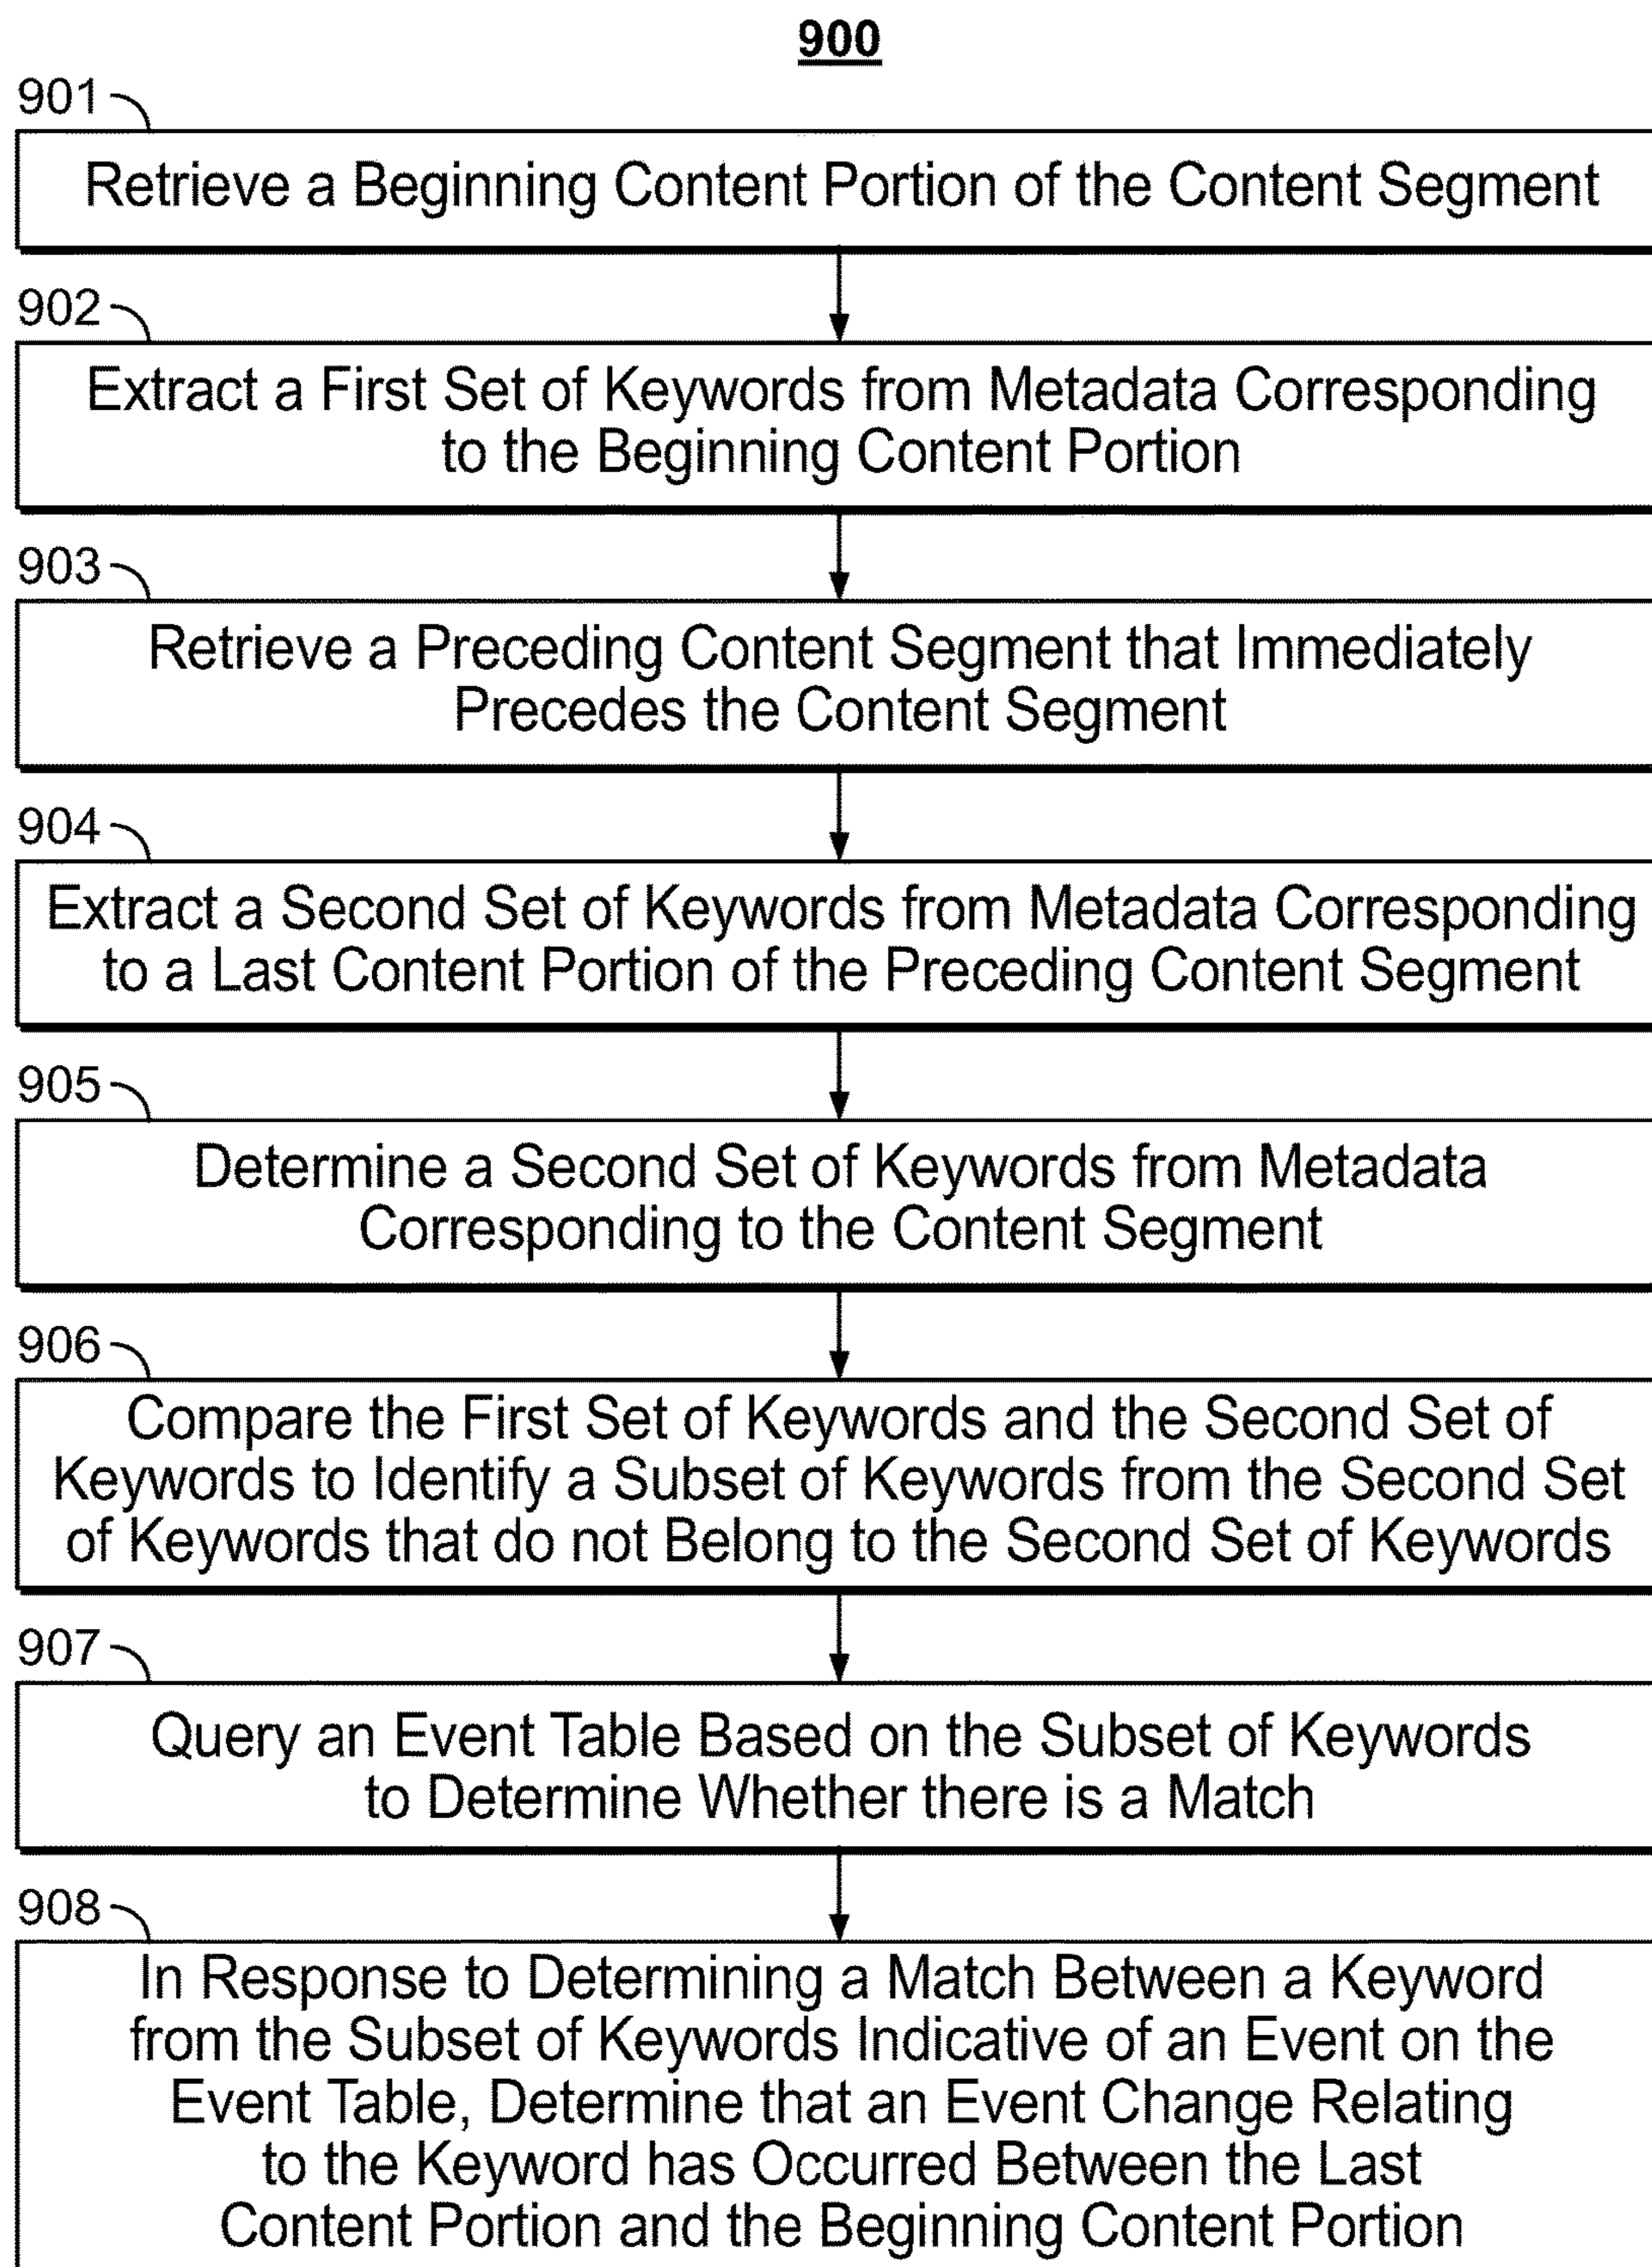 900
901
Retrieve a Beginning Content Portion of the Content Segment
902
Extract a First Set of Keywords from Metadata Corresponding
to the Beginning Content Portion
903
Retrieve a Preceding Content Segment that Immediately
Precedes the Content Segment
904
Extract a Second Set of Keywords from Metadata Corresponding
to a Last Content Portion of the Preceding Content Segment
905
Determine a Second Set of Keywords from Metadata
Corresponding to the Content Segment
906
Compare the First Set of Keywords and the Second Set of
Keywords to Identify a Subset of Keywords from the Second Set
of Keywords that do not Belong to the Second Set of Keywords
907
Query an Event Table Based on the Subset of Keywords
to Determine Whether there is a Match
908
In Response to Determining a Match Between a Keyword
from the Subset of Keywords Indicative of an Event on the
Event Table, Determine that an Event Change Relating
to the Keyword has Occurred Between the Last
Content Portion and the Beginning Content Portion